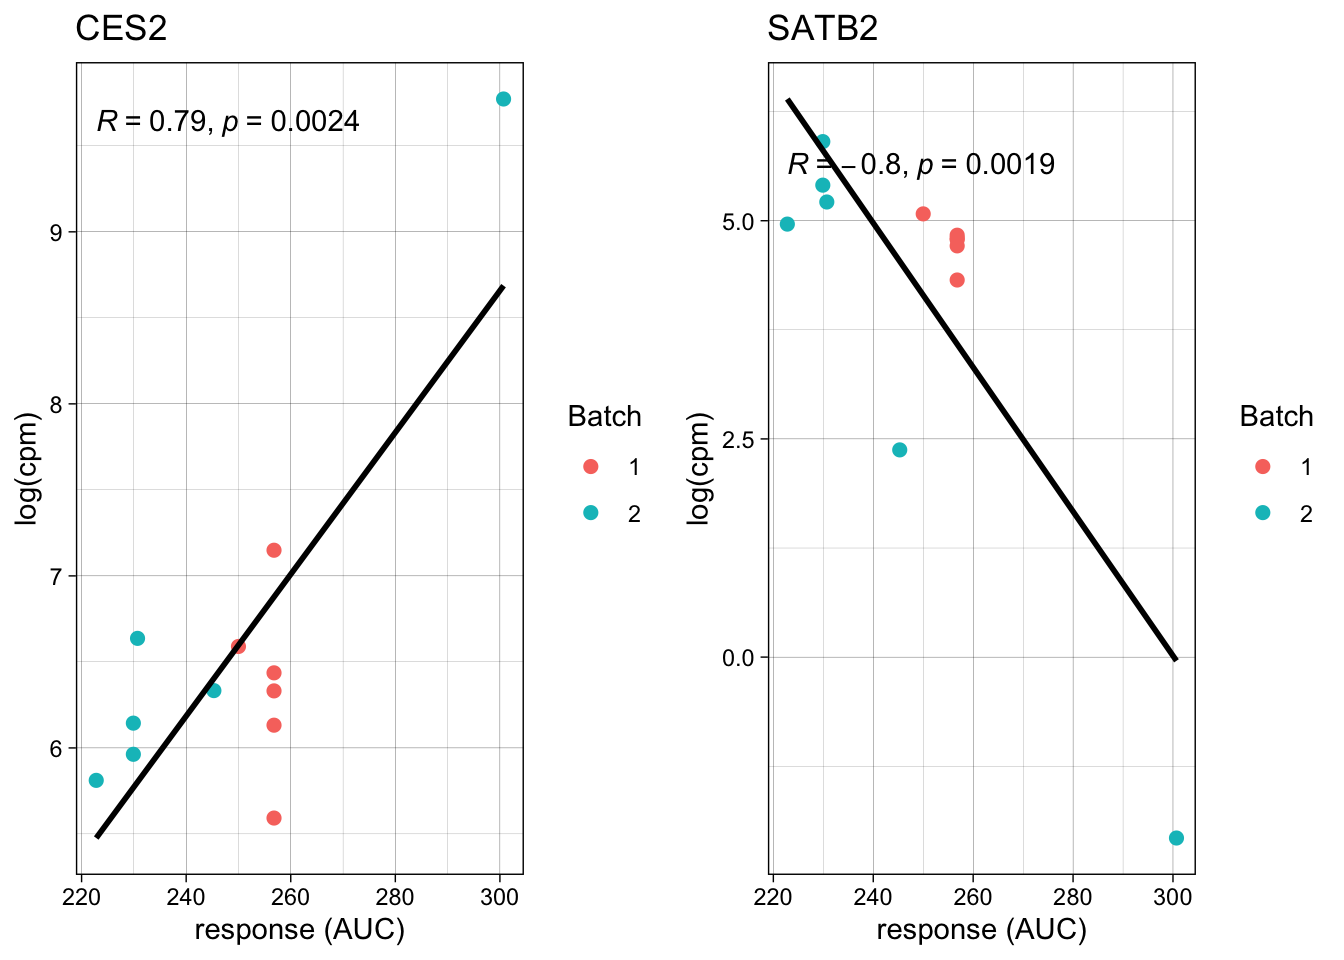 CES2
R = 0.79, p = 0.0024
9
8
7
6
log(cpm)
220 240 260 280 300
response (AUC)
Batch
1
2
SATB2
R = −0.8, p = 0.0019
5.0
2.5
0.0
log(cpm)
220 240 260 280 300
response (AUC)
Batch
1
2